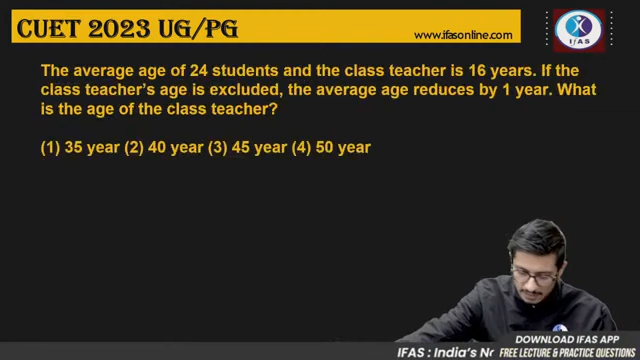 CUET 2023 UG/PG
www.ifasonline.com
IFAS
The average age of 24 students and the class teacher is 16 years. If the
class teacher's age is excluded, the average age reduces by 1 year. What
is the age of the class teacher?
(1) 35 year (2) 40 year (3) 45 year (4) 50 year
DOWNLOAD IFAS APP
IFAS : India's Nr
FREE LECTURE & PRACTICE QUESTIONS